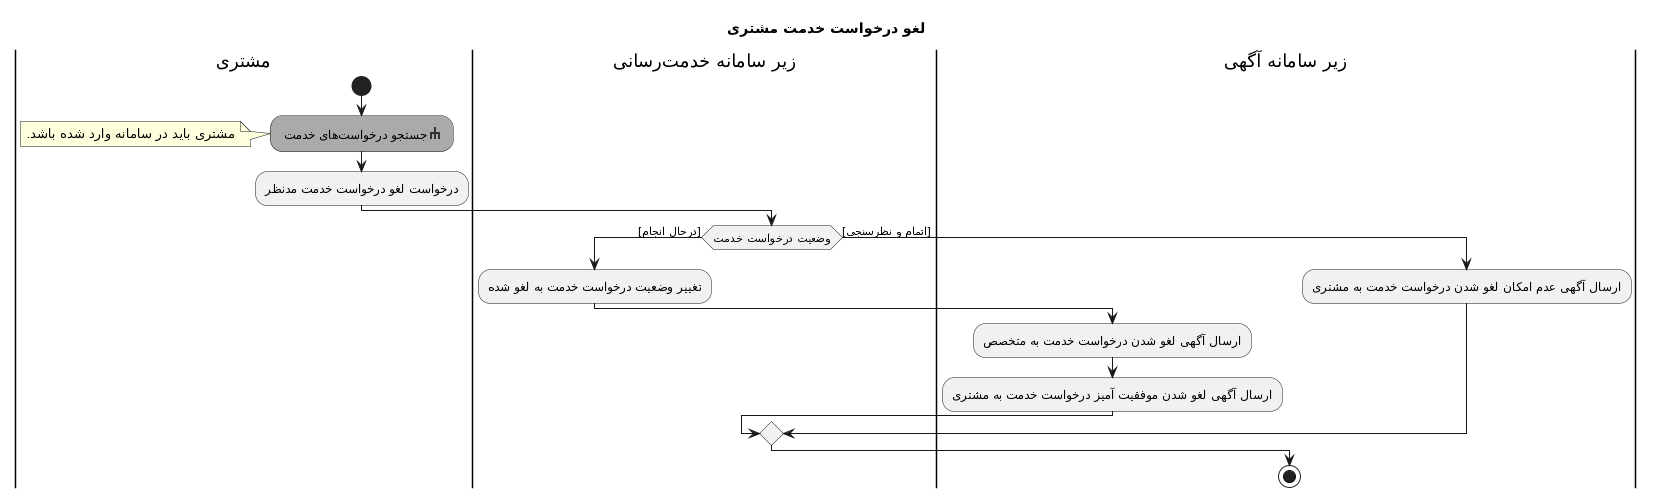 لغو درخواست خدمت مشتری
مشتری
زیر سامانه خدمت‌رسانی
زیر سامانه آگهی
جستجو درخواست‌های خدمت
مشتری باید در سامانه وارد شده باشد.
درخواست لغو درخواست خدمت مدنظر
وضعیت درخواست خدمت
[درحال انجام]
[اتمام و نظرسنجی]
تغییر وضعیت درخواست خدمت به لغو شده
ارسال آگهی عدم امکان لغو شدن درخواست خدمت به مشتری
ارسال آگهی لغو شدن درخواست خدمت به متخصص
ارسال آگهی لغو شدن موفقیت آمیز درخواست خدمت به مشتری